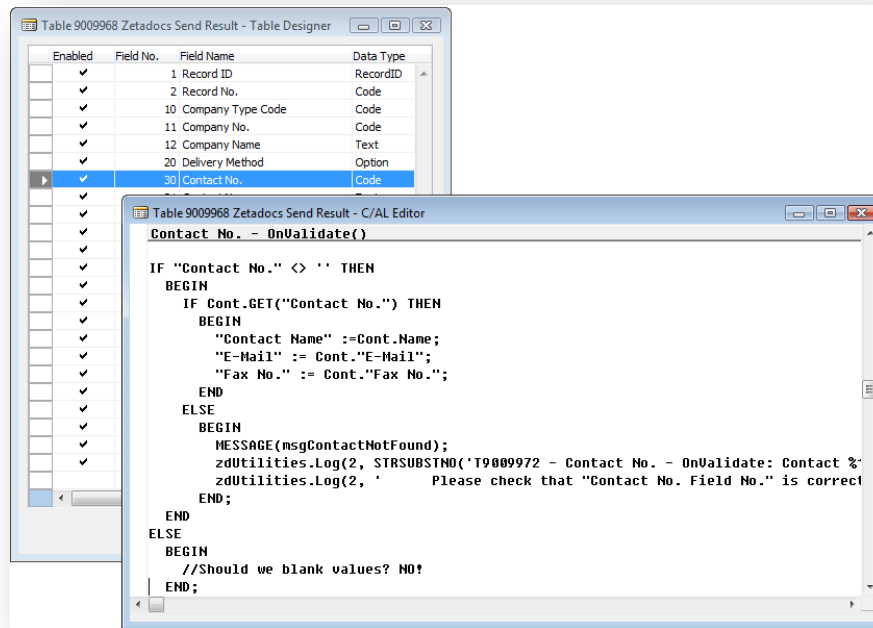 Table 9009968 Zetadocs Send Result - Table Designer
Enabled Field No. Field Name Data Type
1 Record ID RecordID
2 Record No. Code
10 Company Type Code Code
11 Company No. Code
12 Company Name Text
20 Delivery Method Option
30 Contact No. Code
Table 9009968 Zetadocs Send Result - C/AL Editor
Contact No. - OnValidate()
IF "Contact No." <> '' THEN
BEGIN
IF Cont.GET("Contact No.") THEN
BEGIN
"Contact Name" :=Cont.Name;
"E-Mail" := Cont."E-Mail";
"Fax No." := Cont."Fax No.";
END
ELSE
BEGIN
MESSAGE(msgContactNotFound);
zdUtilities.Log(2, STRSUBSTNO('T9009972 - Contact No. - OnValidate: Contact %
zdUtilities.Log(2, ' Please check that "Contact No. Field No." is correct
END;
END
ELSE
BEGIN
//Should we blank values? NO!
END;